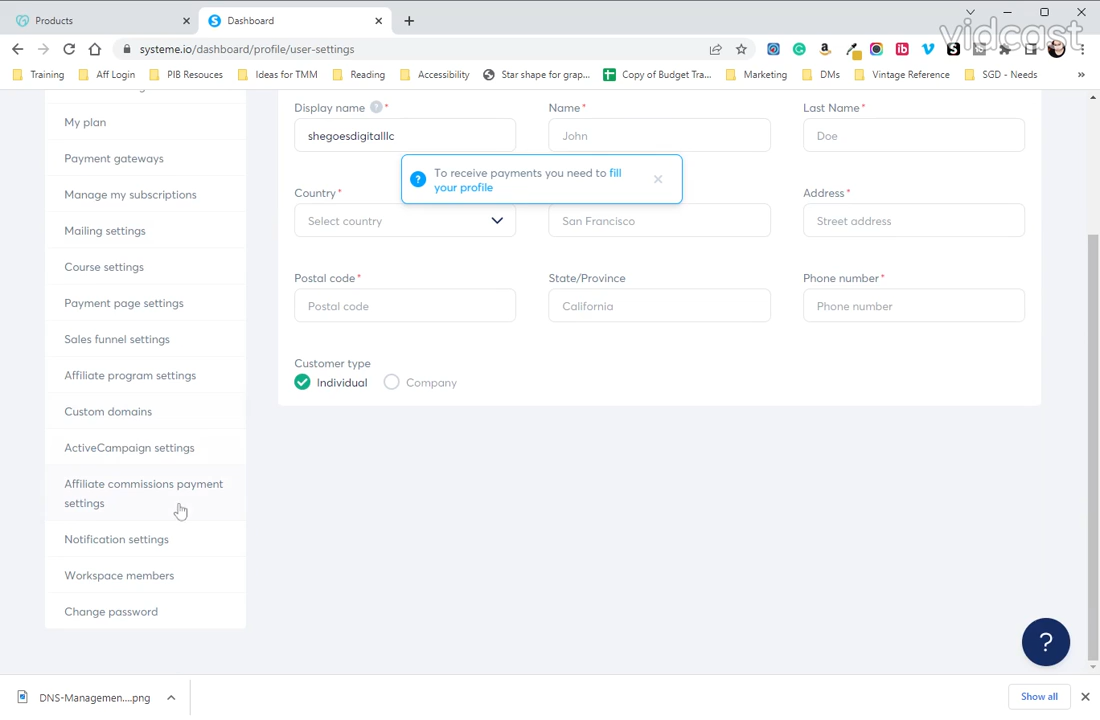 Products
Dashboard
vidcast
systeme.io/dashboard/profile/user-settings
Training
Aff Login
PIB Resouces
Ideas for TMM
Reading
Accessibility
Star shape for grap...
Copy of Budget Tra...
Marketing
DMs
Vintage Reference
SGD - Needs
»
My plan
Payment gateways
Manage my subscriptions
Mailing settings
Course settings
Payment page settings
Sales funnel settings
Affiliate program settings
Custom domains
ActiveCampaign settings
Affiliate commissions payment
settings
Notification settings
Workspace members
Change password
Display name ? *
Name *
Last Name *
shegoesdigitalllc
John
Doe
? To receive payments you need to fill
your profile
Country *
Address *
Select country
San Francisco
Street address
Postal code *
State/Province
Phone number *
Postal code
California
Phone number
Customer type
Individual
Company
?
DNS-Managemen....png
Show all